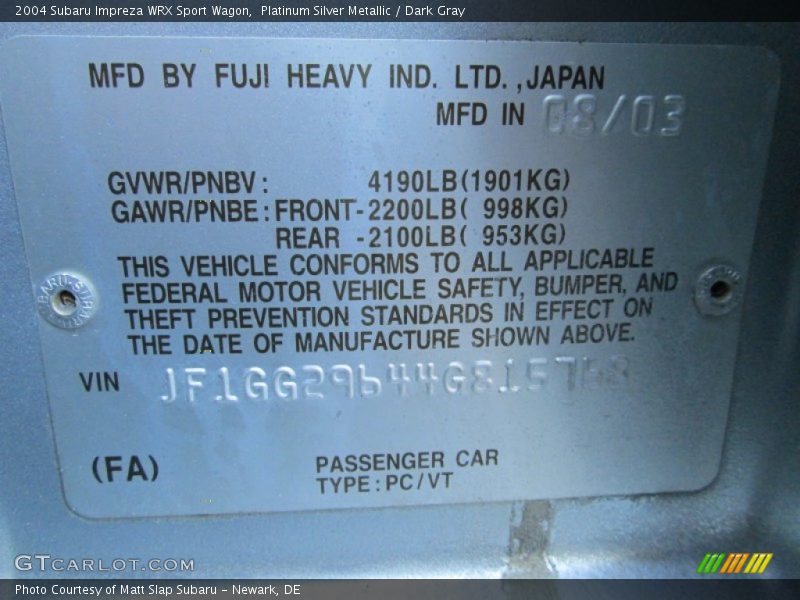 2004 Subaru Impreza WRX Sport Wagon, Platinum Silver Metallic / Dark Gray
MFD BY FUJI HEAVY IND. LTD.,JAPAN
MFD IN 08/03
GVWR/PNBV: 4190LB(1901KG)
GAWR/PNBE:FRONT-2200LB( 998KG)
REAR -2100LB( 953KG)
THIS VEHICLE CONFORMS TO ALL APPLICABLE
FEDERAL MOTOR VEHICLE SAFETY, BUMPER, AND
THEFT PREVENTION STANDARDS IN EFFECT ON
THE DATE OF MANUFACTURE SHOWN ABOVE.
VIN JF1GG29644G815768
(FA) PASSENGER CAR
TYPE:PC/VT
GTCARLOT.COM
Photo Courtesy of Matt Slap Subaru - Newark, DE